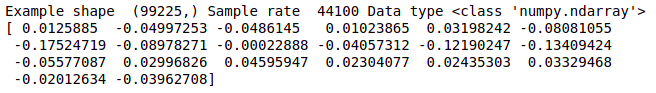 Example shape  (99225,) Sample rate  44100 Data type <class 'numpy.ndarray'>
[ 0.0125885  -0.04997253 -0.0486145   0.01023865  0.03198242 -0.08081055
 -0.17524719 -0.08978271 -0.00022888 -0.04057312 -0.12190247 -0.13409424
 -0.05577087  0.02996826  0.04595947  0.02304077  0.02435303  0.03329468
 -0.02012634 -0.03962708]